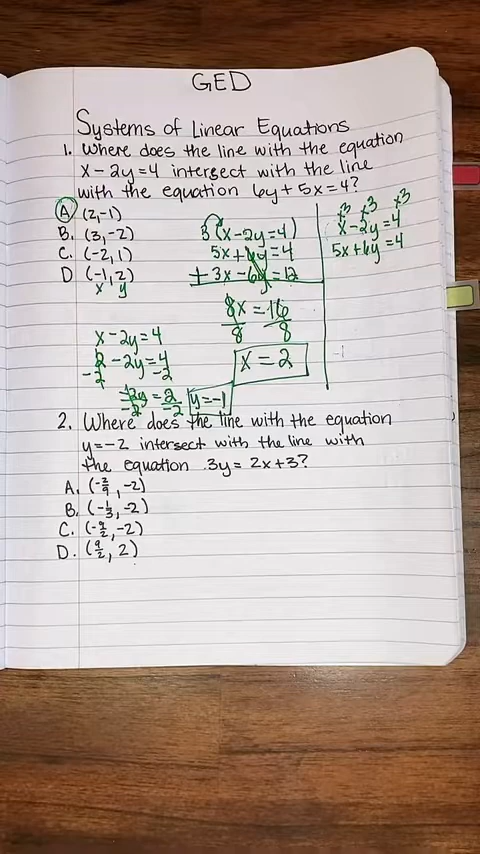 GED
Systems of Linear Equations
1. Where does the line with the equation
x - 2y = 4 intersect with the line
with the equation 6y + 5x = 4?
A (2, -1)
B. (3, -2)
C. (-2, 1)
D (-1, 2)
x y
3(x - 2y = 4)
5x + 6y = 4
+ 3x - 6y = 12
8x = 16
8 8
x = 2
x3 x3 x3
x - 2y = 4
5x + 6y = 4
x - 2y = 4
2 - 2y = 4
-2 -2
-2y = 2
-2 -2
y = -1
2. Where does the line with the equation
y = -2 intersect with the line with
the equation 3y = 2x + 3?
A. (-2/9, -2)
B. (-1/3, -2)
C. (-9/2, -2)
D. (9/2, 2)